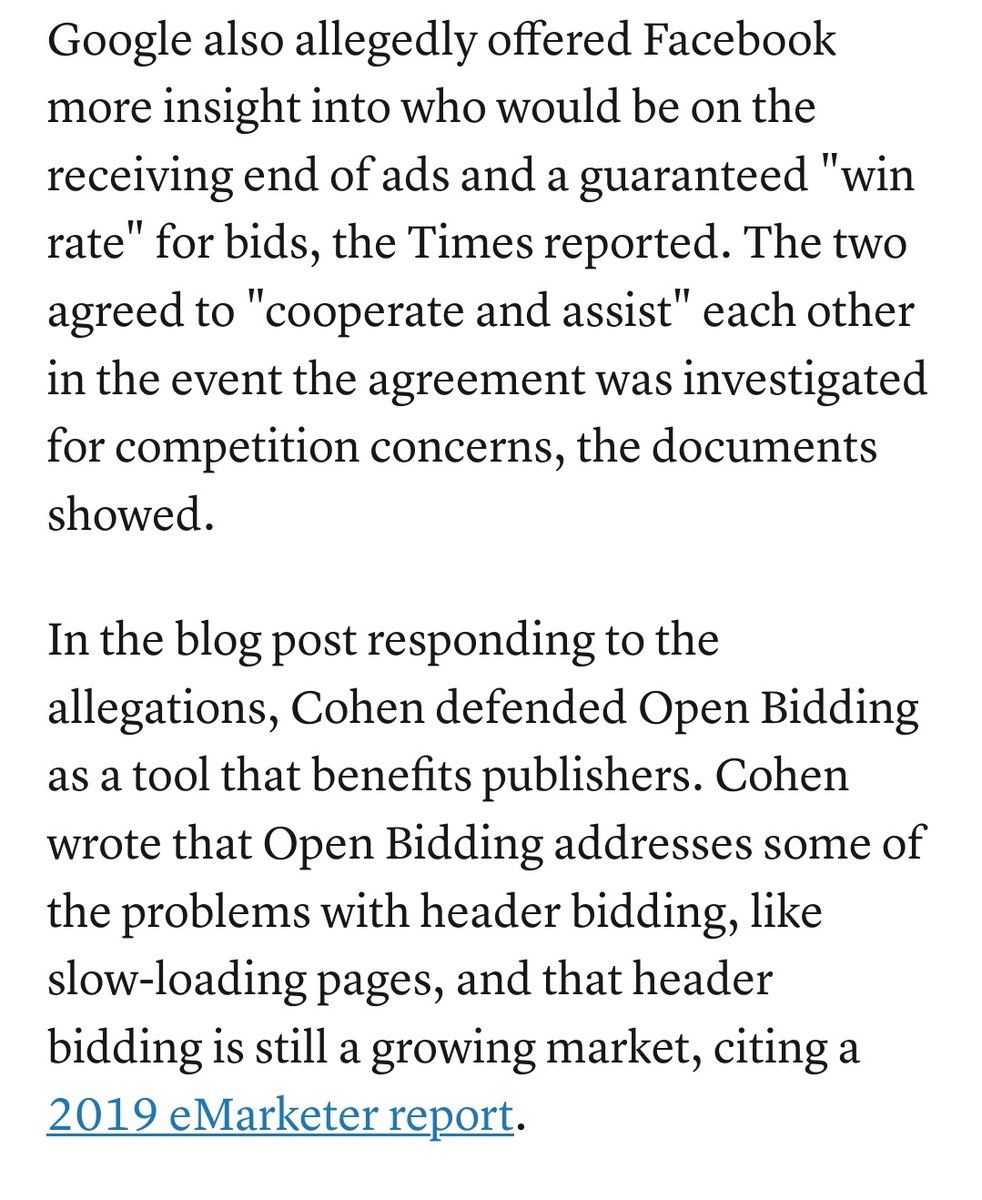 Google also allegedly offered Facebook
more insight into who would be on the
receiving end of ads and a guaranteed "win
rate" for bids, the Times reported. The two
agreed to "cooperate and assist" each other
in the event the agreement was investigated
for competition concerns, the documents
showed.
In the blog post responding to the
allegations, Cohen defended Open Bidding
as a tool that benefits publishers. Cohen
wrote that Open Bidding addresses some of
the problems with header bidding, like
slow-loading pages, and that header
bidding is still a growing market, citing a
2019 eMarketer report.